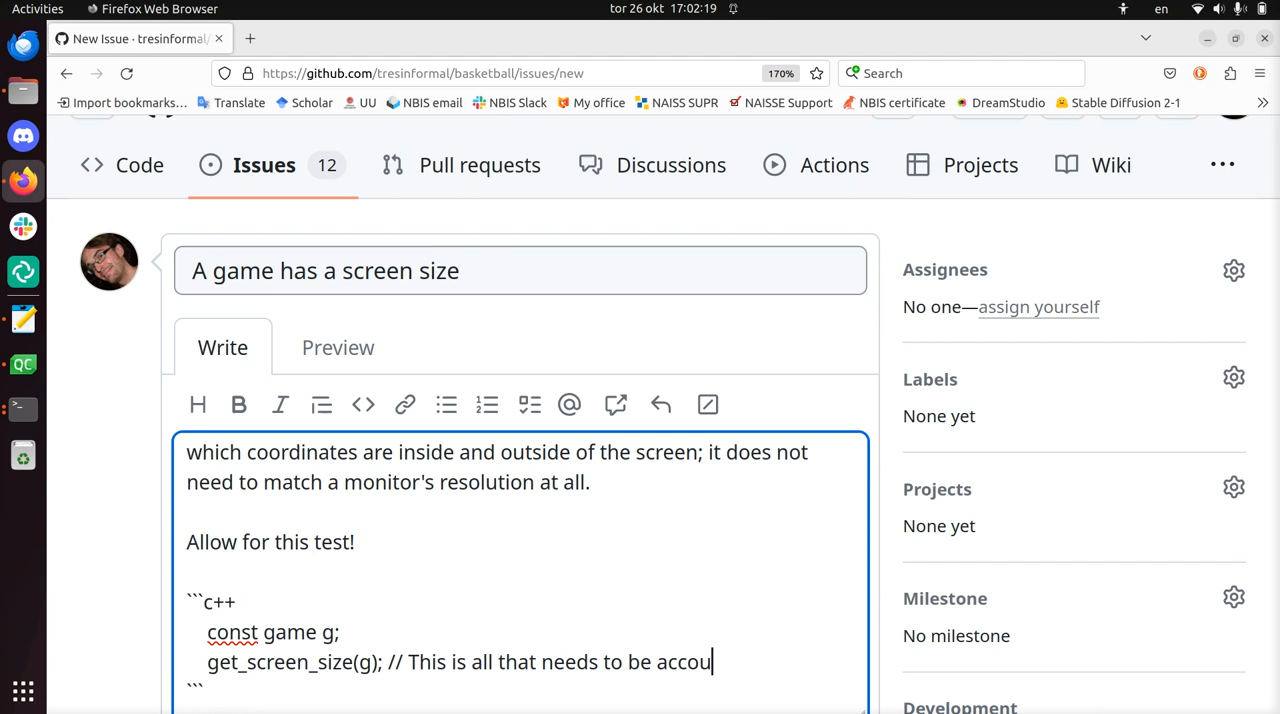 Activities
Firefox Web Browser
tor 26 okt 17:02:19
en
New Issue · tresinformal/
https://github.com/tresinformal/basketball/issues/new
170%
Search
Import bookmarks…
Translate
Scholar
UU
NBIS email
NBIS Slack
My office
NAISS SUPR
NAISSE Support
NBIS certificate
DreamStudio
Stable Diffusion 2-1
Code
Issues 12
Pull requests
Discussions
Actions
Projects
Wiki
A game has a screen size
Write
Preview
which coordinates are inside and outside of the screen; it does not
need to match a monitor's resolution at all.
Allow for this test!
```c++
const game g;
get_screen_size(g); // This is all that needs to be accou
```
Assignees
No one—assign yourself
Labels
None yet
Projects
None yet
Milestone
No milestone
Development
QC